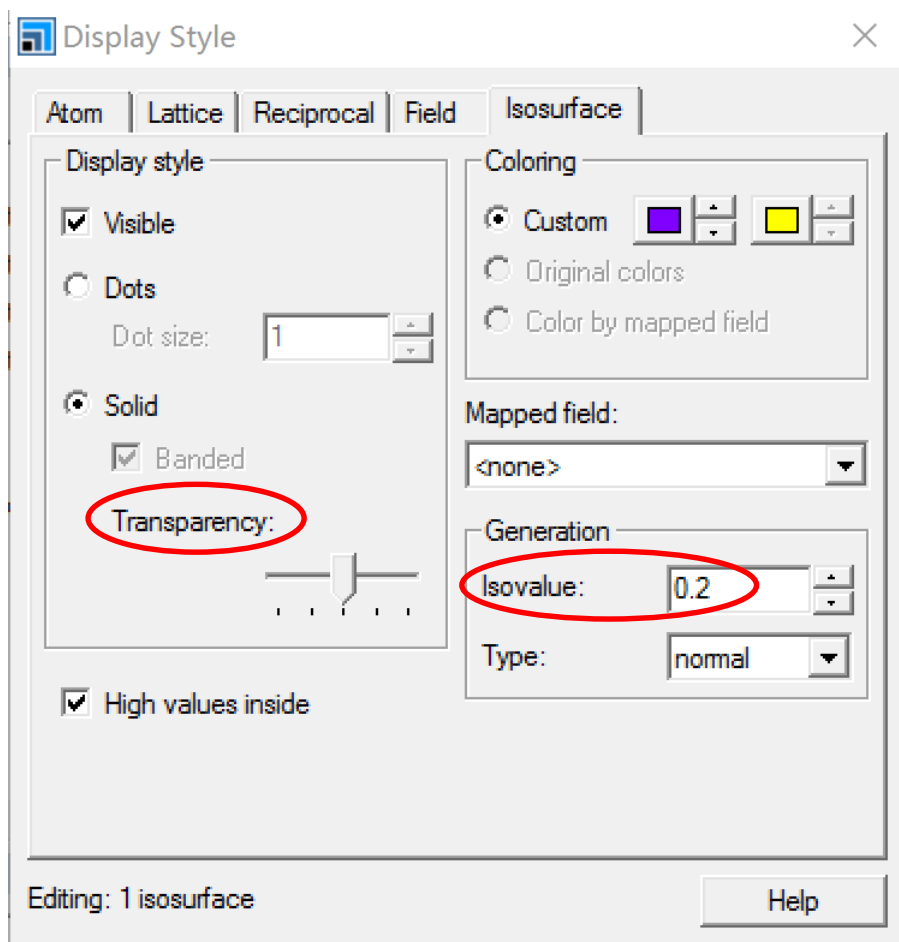 Display Style
Atom Lattice Reciprocal Field Isosurface
Display style
Visible
Dots
Dot size: 1
Solid
Banded
Transparency:
High values inside
Coloring
Custom
Original colors
Color by mapped field
Mapped field:
<none>
Generation
Isovalue: 0.2
Type: normal
Editing: 1 isosurface
Help